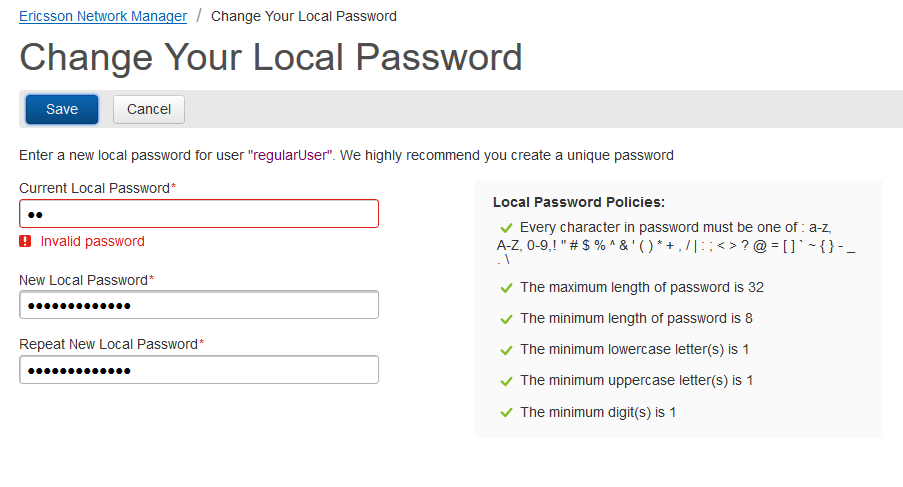 Ericsson Network Manager / Change Your Local Password
Change Your Local Password
Save Cancel
Enter a new local password for user "regularUser". We highly recommend you create a unique password
Current Local Password*
••
Invalid password
New Local Password*
•••••••••••••
Repeat New Local Password*
•••••••••••••
Local Password Policies:
Every character in password must be one of : a-z,
A-Z, 0-9,! " # $ % ^ & ' ( ) * + , / | : ; < > ? @ = [ ] ` ~ { } - _
. \
The maximum length of password is 32
The minimum length of password is 8
The minimum lowercase letter(s) is 1
The minimum uppercase letter(s) is 1
The minimum digit(s) is 1